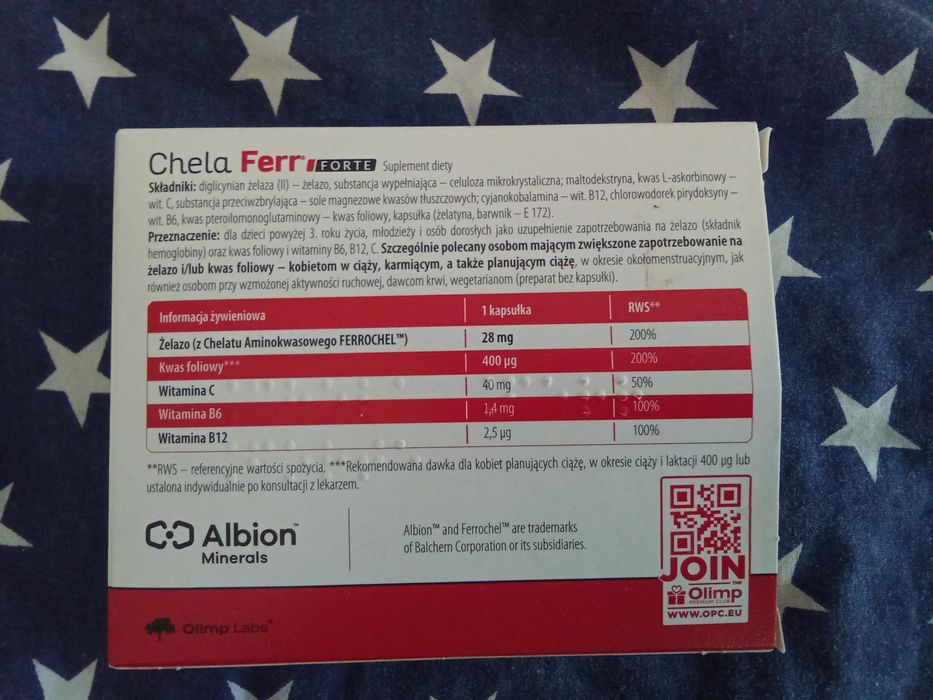 Chela Ferr® FORTE Suplement diety
Składniki: diglicynian żelaza (II) – żelazo, substancja wypełniająca – celuloza mikrokrystaliczna; maltodekstryna, kwas L-askorbinowy –
wit. C, substancja przeciwzbrylająca – sole magnezowe kwasów tłuszczowych; cyjanokobalamina – wit. B12, chlorowodorek pirydoksyny –
wit. B6, kwas pteroilomonoglutaminowy – kwas foliowy, kapsułka (żelatyna, barwnik – E 172).
Przeznaczenie: dla dzieci powyżej 3. roku życia, młodzieży i osób dorosłych jako uzupełnienie zapotrzebowania na żelazo (składnik
hemoglobiny) oraz kwas foliowy i witaminy B6, B12, C. Szczególnie polecany osobom mającym zwiększone zapotrzebowanie na
żelazo i/lub kwas foliowy – kobietom w ciąży, karmiącym, a także planującym ciążę, w okresie okołomenstruacyjnym, jak
również osobom przy wzmożonej aktywności ruchowej, dawcom krwi, wegetarianom (preparat bez kapsułki).
Informacja żywieniowa 1 kapsułka RWS**
Żelazo (z Chelatu Aminokwasowego FERROCHEL™) 28 mg 200%
Kwas foliowy*** 400 µg 200%
Witamina C 40 mg 50%
Witamina B6 1,4 mg 100%
Witamina B12 2,5 µg 100%
**RWS – referencyjne wartości spożycia. ***Rekomendowana dawka dla kobiet planujących ciążę, w okresie ciąży i laktacji 400 µg lub
ustalona indywidualnie po konsultacji z lekarzem.
Albion™
Minerals
Albion™ and Ferrochel™ are trademarks
of Balchem Corporation or its subsidiaries.
JOIN
THE
Olimp
PREMIUM CLUB
WWW.OPC.EU
Olimp Labs®